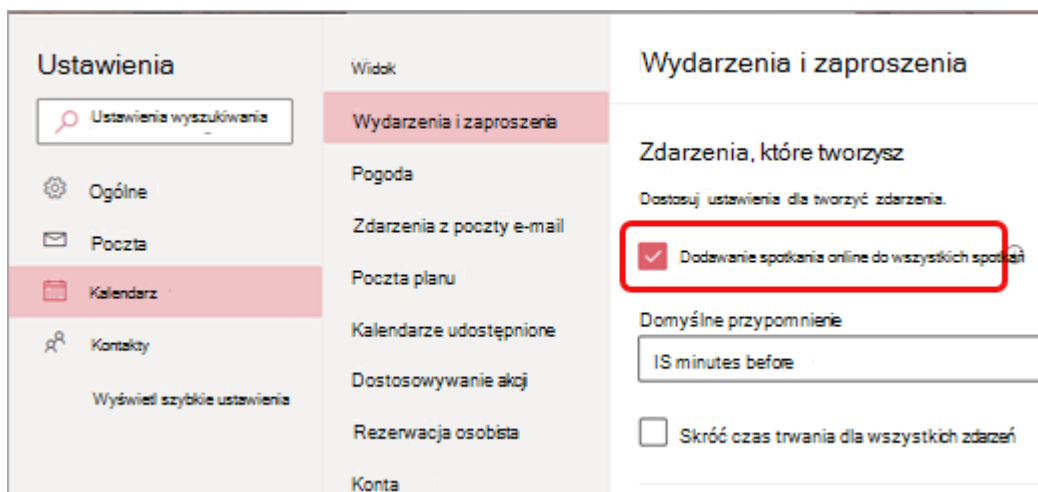 Ustawienia
Ustawienia wyszukiwania
Ogólne
Poczta
Kalendarz
Kontakty
Wyświetl szybkie ustawienia
Widok
Wydarzenia i zaproszenia
Pogoda
Zdarzenia z poczty e-mail
Poczta planu
Kalendarze udostępnione
Dostosowywanie akcji
Rezerwacja osobista
Konta
Wydarzenia i zaproszenia
Zdarzenia, które tworzysz
Dostosuj ustawienia dla tworzyć zdarzenia.
Dodawanie spotkania online do wszystkich spotkań
Domyślne przypomnienie
IS minutes before
Skróć czas trwania dla wszystkich zdarzeń